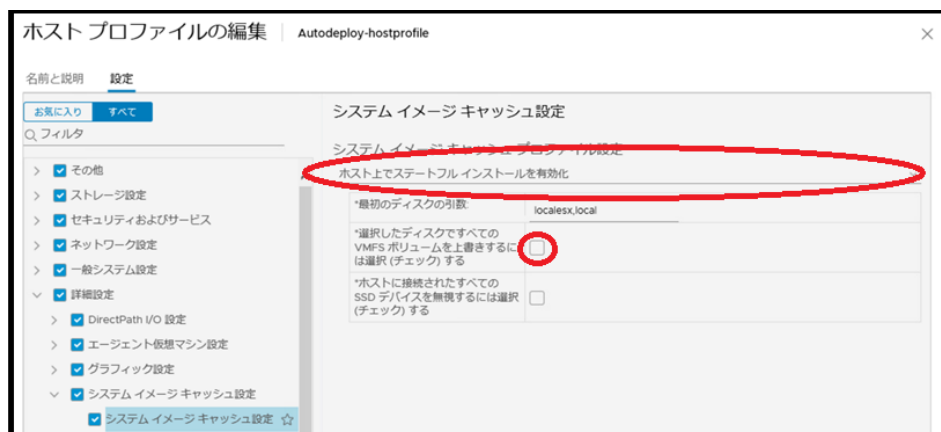 ホスト プロファイルの編集 Autodeploy-hostprofile
名前と説明 設定
お気に入り すべて
フィルタ
その他
ストレージ設定
セキュリティおよびサービス
ネットワーク設定
一般システム設定
詳細設定
DirectPath I/O 設定
エージェント仮想マシン設定
グラフィック設定
システム イメージ キャッシュ設定
システム イメージ キャッシュ設定
システム イメージ キャッシュ設定
システム イメージ キャッシュ プロファイル設定
ホスト上でステートフル インストールを有効化
*最初のディスクの引数:
localesx,local
*選択したディスクですべての
VMFS ボリュームを上書きするに
は選択 (チェック) する
*ホストに接続されたすべての
SSD デバイスを無視するには選択
(チェック) する